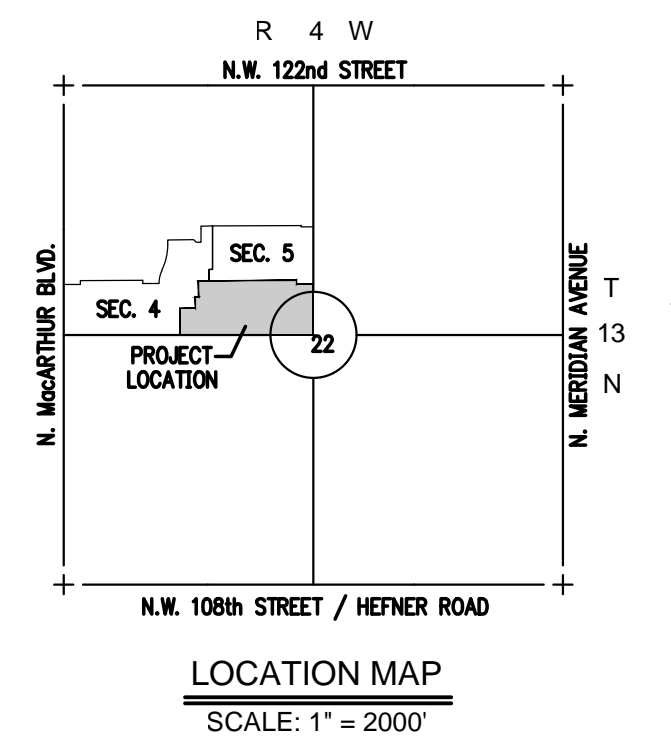 R 4 W
N.W. 122nd STREET
N. MacARTHUR BLVD.
SEC. 5
SEC. 4
N. MERIDIAN AVENUE
T
13
N
22
PROJECT
LOCATION
N.W. 108th STREET / HEFNER ROAD
LOCATION MAP
SCALE: 1" = 2000'